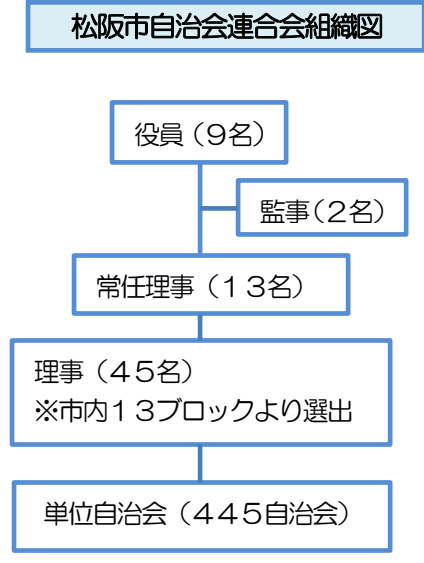 松阪市自治会連合会組織図
役員（９名）
監事（２名）
常任理事（１３名）
理事（４５名）
※市内１３ブロックより選出
単位自治会（４４５自治会）